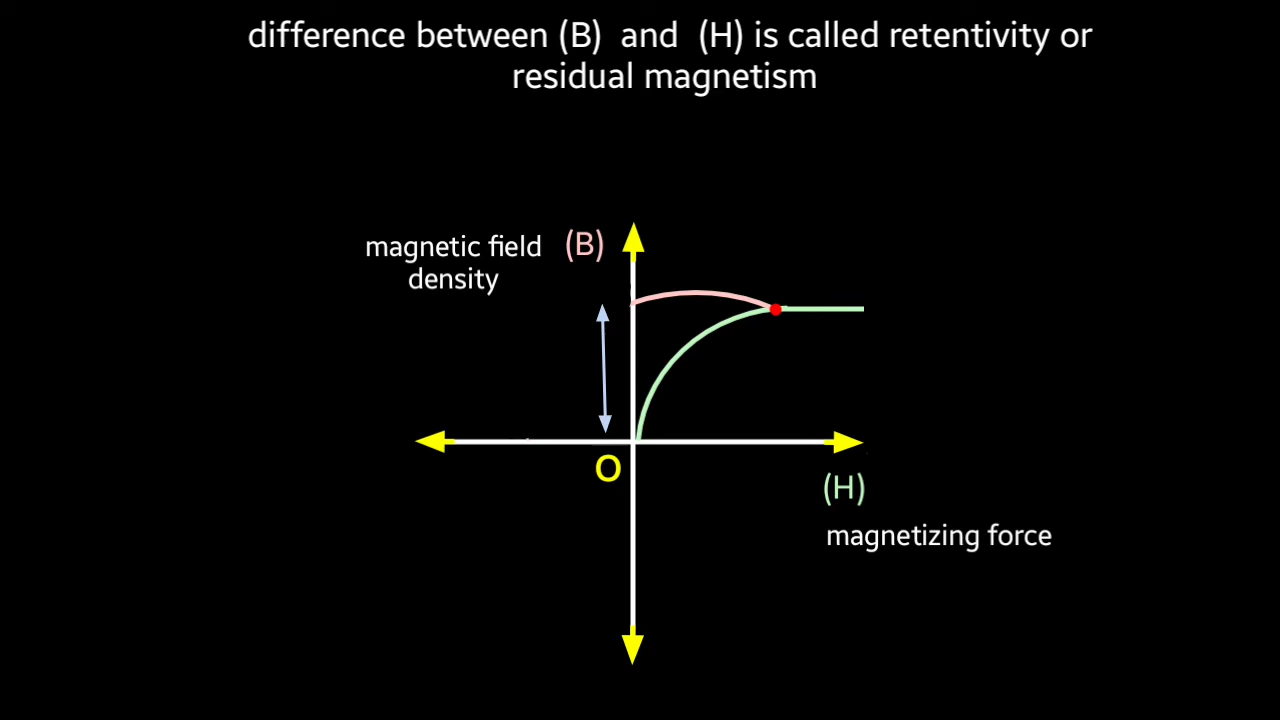 difference between (B) and (H) is called retentivity or
residual magnetism
magnetic field (B)
density
O
(H)
magnetizing force